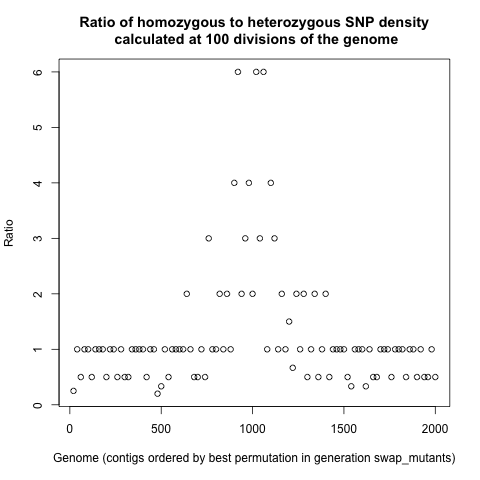 Ratio of homozygous to heterozygous SNP density
calculated at 100 divisions of the genome
6
5
4
3
2
1
0
Ratio
0 500 1000 1500 2000
Genome (contigs ordered by best permutation in generation swap_mutants)